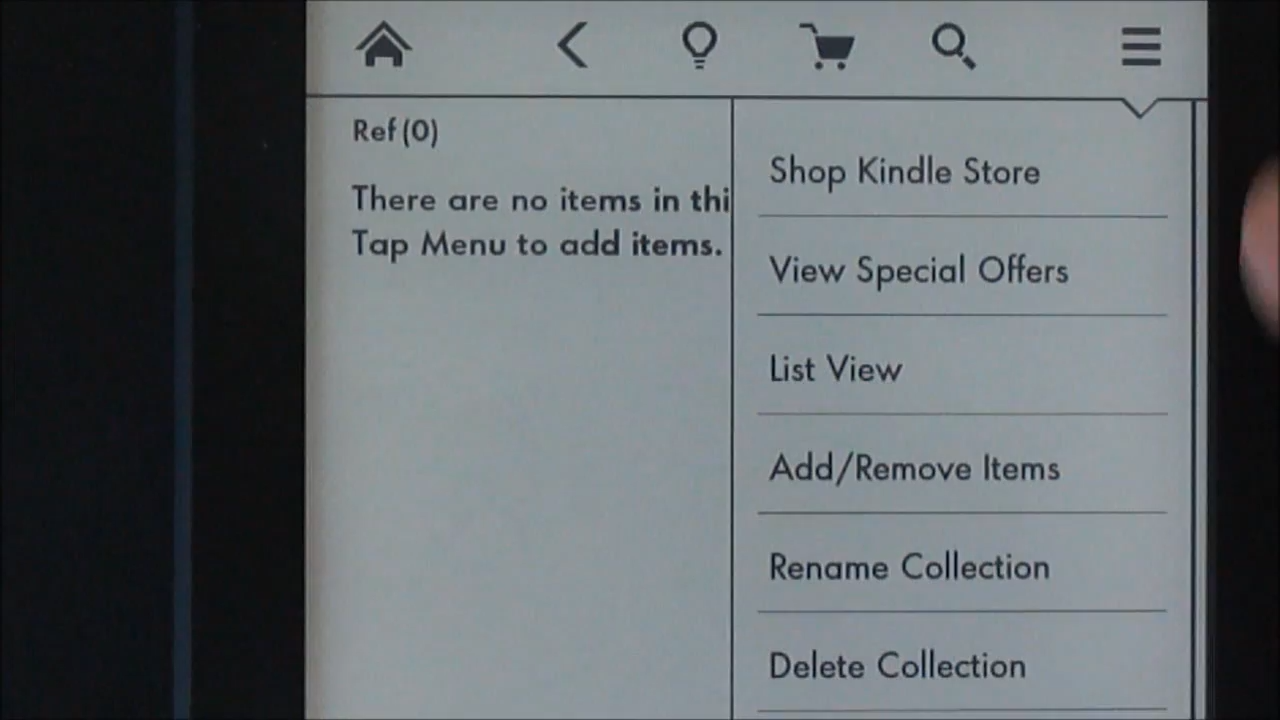 Ref (0)
There are no items in thi
Tap Menu to add items.
Shop Kindle Store
View Special Offers
List View
Add/Remove Items
Rename Collection
Delete Collection